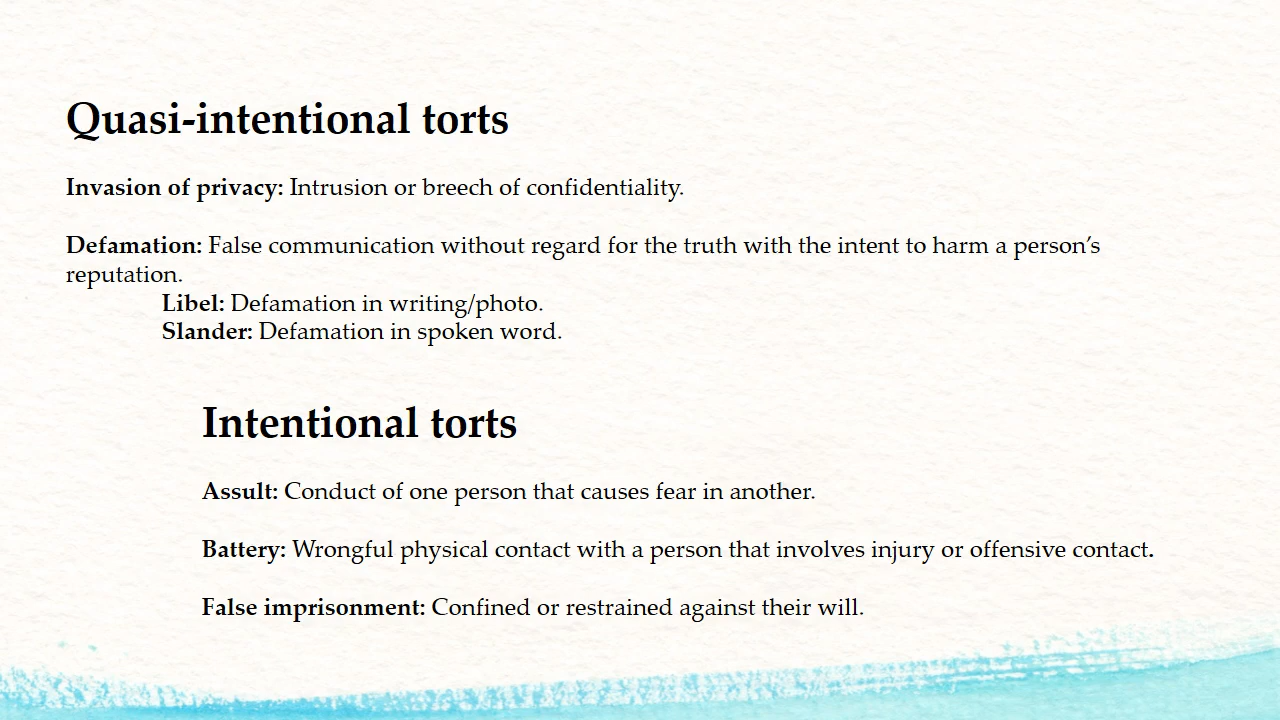 Quasi-intentional torts
Invasion of privacy: Intrusion or breech of confidentiality.
Defamation: False communication without regard for the truth with the intent to harm a person’s
reputation.
Libel: Defamation in writing/photo.
Slander: Defamation in spoken word.
Intentional torts
Assult: Conduct of one person that causes fear in another.
Battery: Wrongful physical contact with a person that involves injury or offensive contact.
False imprisonment: Confined or restrained against their will.